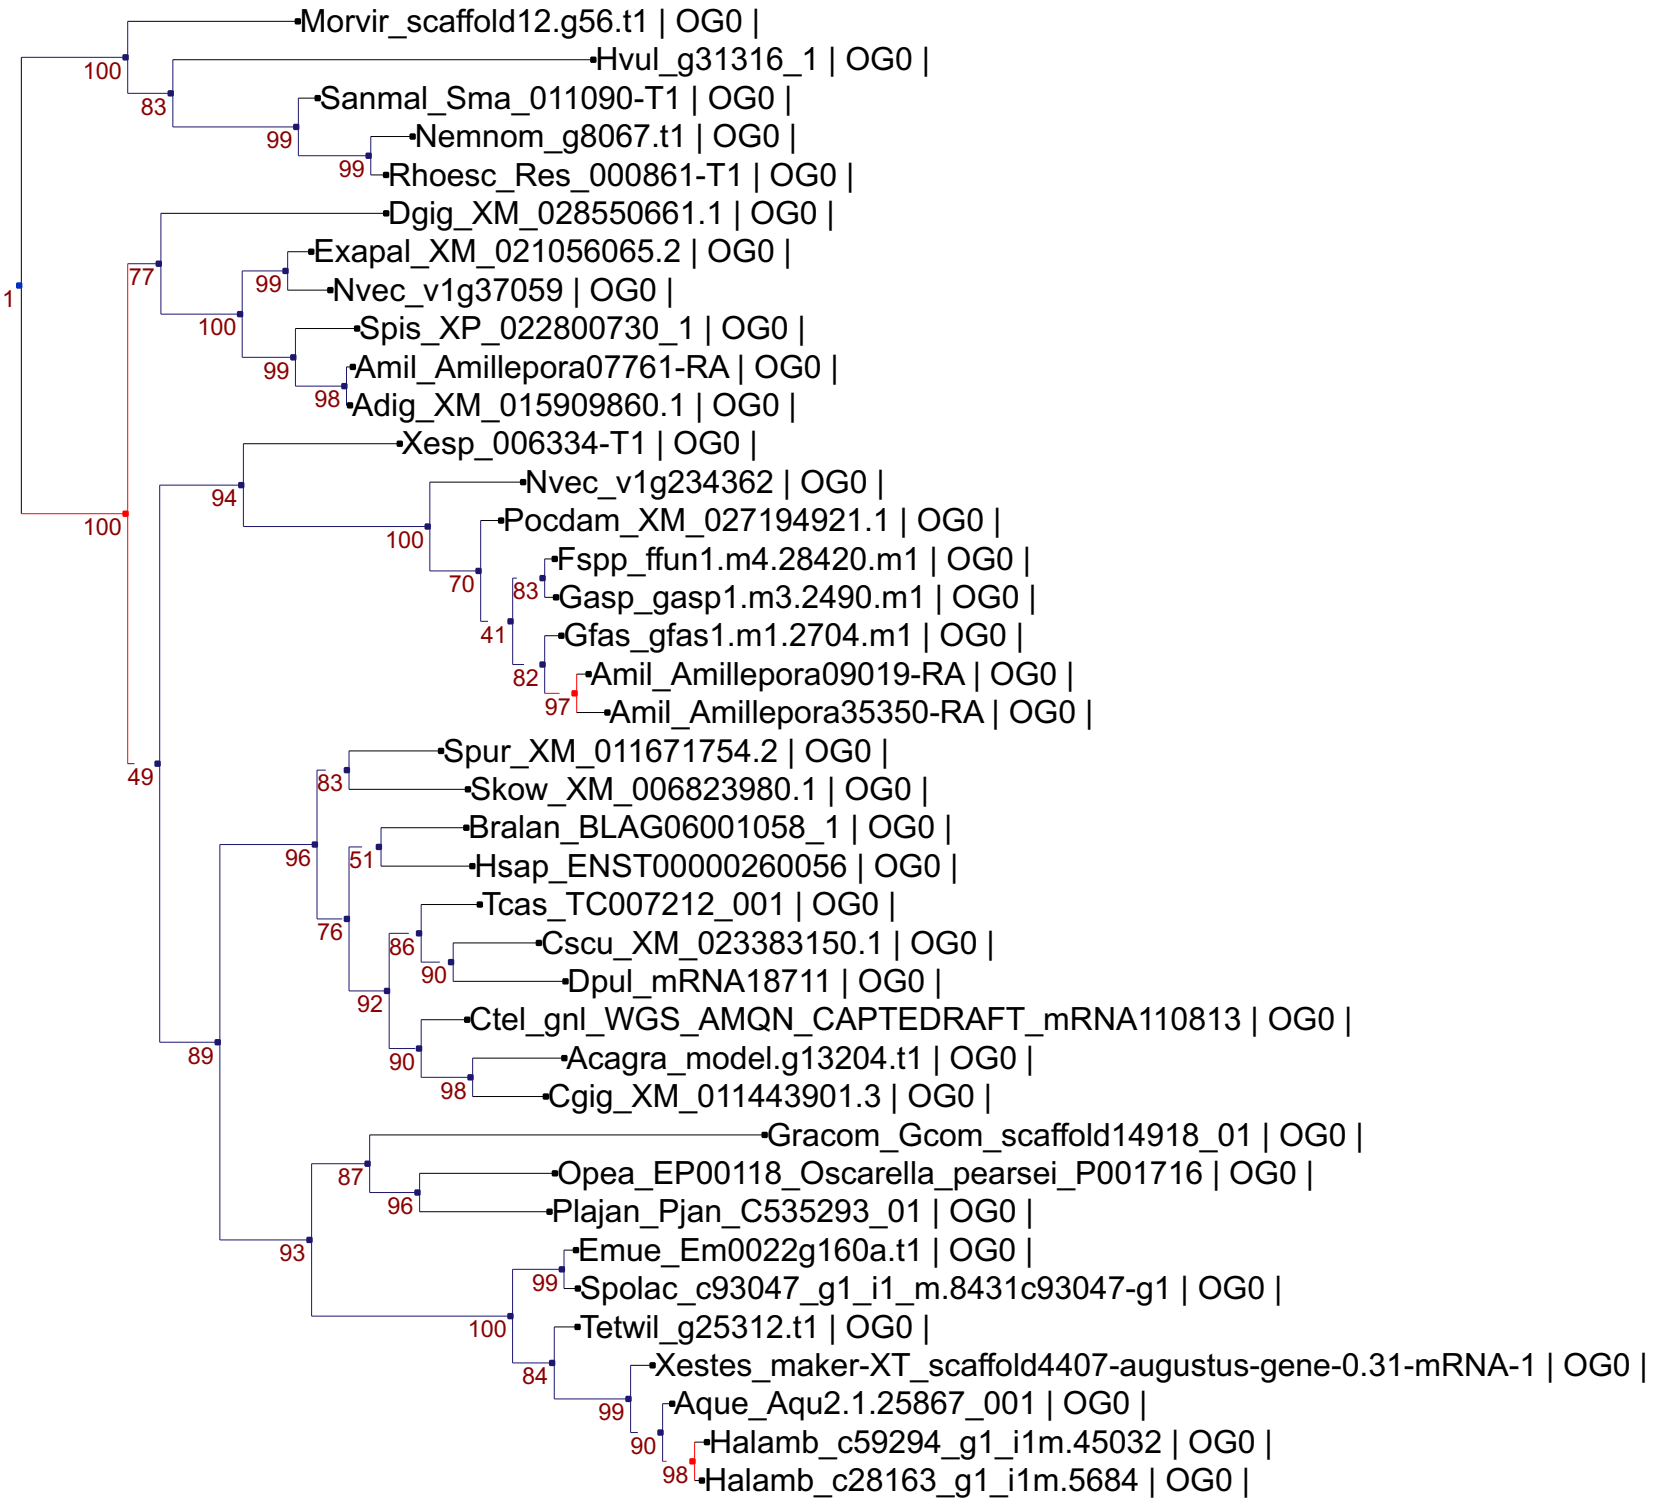 Morvir_scaffold12.g56.t1 | OG0 |
Hvul_g31316_1 | OG0 |
100
Sanmal_Sma_011090-T1 | OG0 |
83
Nemnom_g8067.t1 | OG0 |
99
Rhoesc_Res_000861-T1 | OG0 |
99
Dgig_XM_028550661.1 | OG0 |
Exapal_XM_021056065.2 | OG0 |
77
99
Nvec_v1g37059 | OG0 |
1
Spis_XP_022800730_1 | OG0 |
100
Amil_Amillepora07761-RA | OG0 |
99
Adig_XM_015909860.1 | OG0 |
98
Xesp_006334-T1 | OG0 |
Nvec_v1g234362 | OG0 |
94
Pocdam_XM_027194921.1 | OG0 |
100
100
Fspp_ffun1.m4.28420.m1 | OG0 |
70
83
Gasp_gasp1.m3.2490.m1 | OG0 |
41
Gfas_gfas1.m1.2704.m1 | OG0 |
Amil_Amillepora09019-RA | OG0 |
82
97
Amil_Amillepora35350-RA | OG0 |
Spur_XM_011671754.2 | OG0 |
49
83
Skow_XM_006823980.1 | OG0 |
Bralan_BLAG06001058_1 | OG0 |
96
51
Hsap_ENST00000260056 | OG0 |
Tcas_TC007212_001 | OG0 |
76
86
Cscu_XM_023383150.1 | OG0 |
90
Dpul_mRNA18711 | OG0 |
92
Ctel_gnl_WGS_AMQN_CAPTEDRAFT_mRNA110813 | OG0 |
89
90
Acagra_model.g13204.t1 | OG0 |
98
Cgig_XM_011443901.3 | OG0 |
Gracom_Gcom_scaffold14918_01 | OG0 |
87
Opea_EP00118_Oscarella_pearsei_P001716 | OG0 |
96
Plajan_Pjan_C535293_01 | OG0 |
93
Emue_Em0022g160a.t1 | OG0 |
99
Spolac_c93047_g1_i1_m.8431c93047-g1 | OG0 |
100
Tetwil_g25312.t1 | OG0 |
84
Xestes_maker-XT_scaffold4407-augustus-gene-0.31-mRNA-1 | OG0 |
99
Aque_Aqu2.1.25867_001 | OG0 |
90
Halamb_c59294_g1_i1m.45032 | OG0 |
98
Halamb_c28163_g1_i1m.5684 | OG0 |